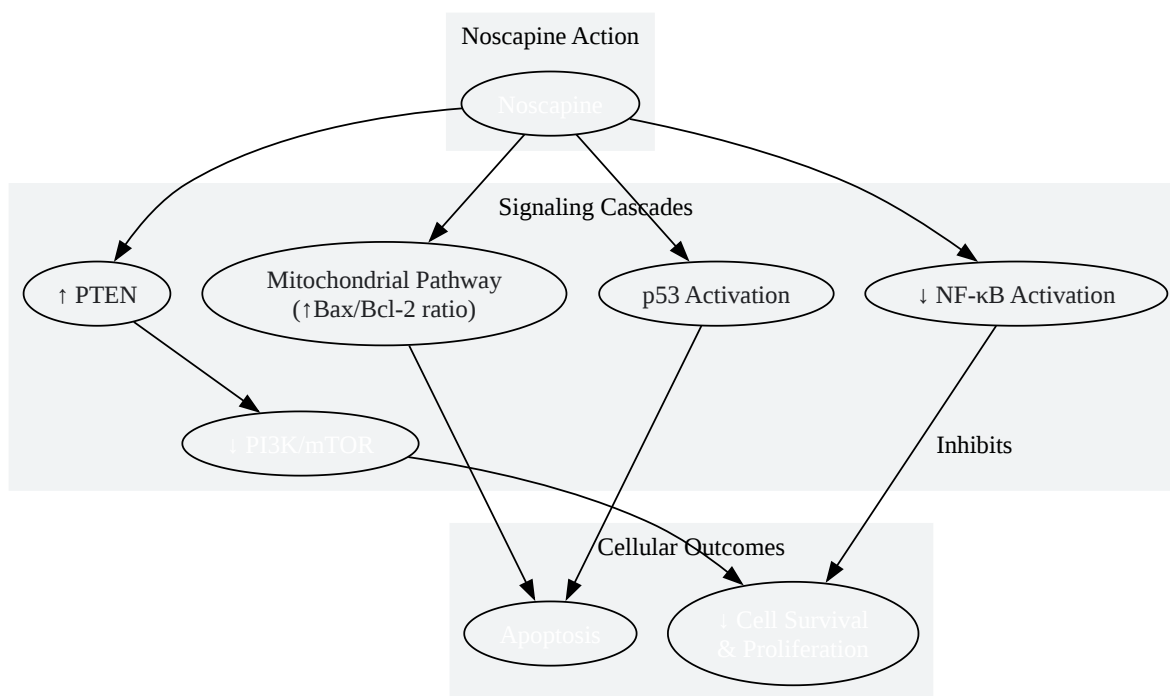 Noscapine Action
Noscapine
Signaling Cascades
↑ PTEN
Mitochondrial Pathway
(↑Bax/Bcl-2 ratio)
p53 Activation
↓ NF-κB Activation
↓ PI3K/mTOR
Inhibits
Cellular Outcomes
Apoptosis
↓ Cell Survival
& Proliferation